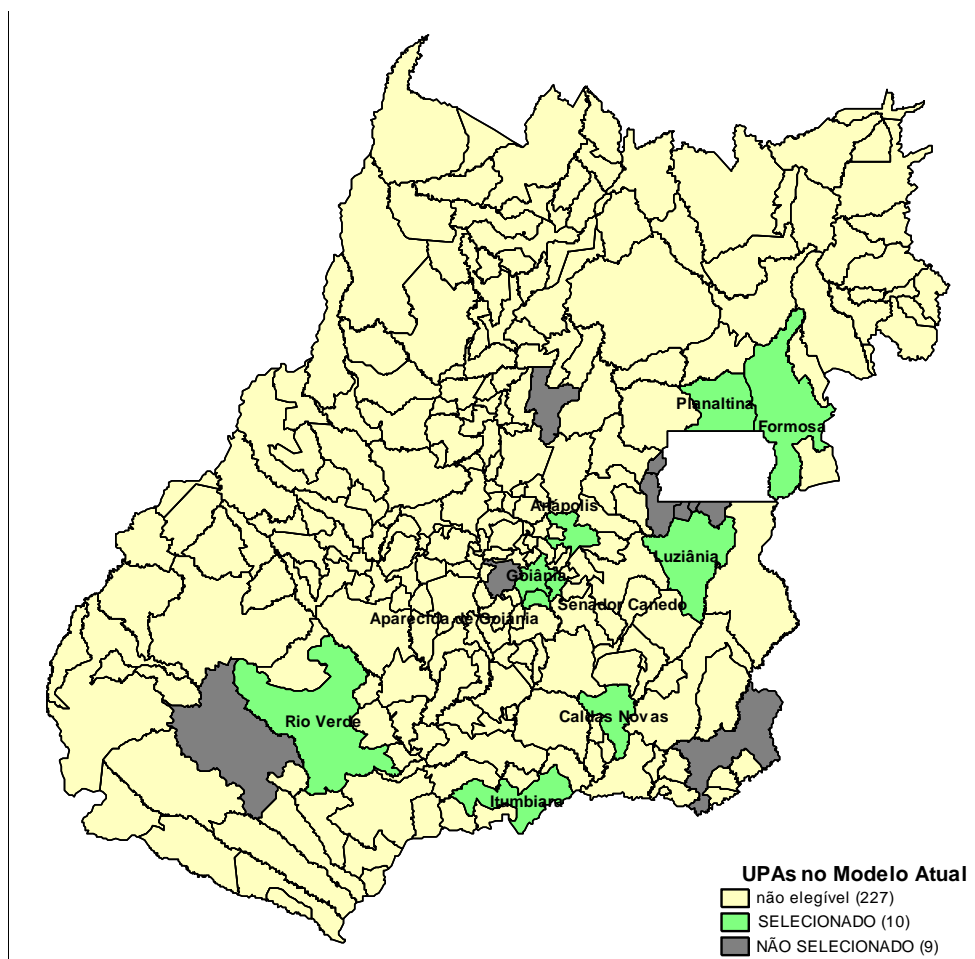 Planaltina
Formosa
Anápolis
Luziânia
Goiânia
Senador Canedo
Aparecida de Goiânia
Rio Verde
Caldas Novas
Itumbiara
UPAs no Modelo Atual
não elegível (227)
SELECIONADO (10)
NÃO SELECIONADO (9)